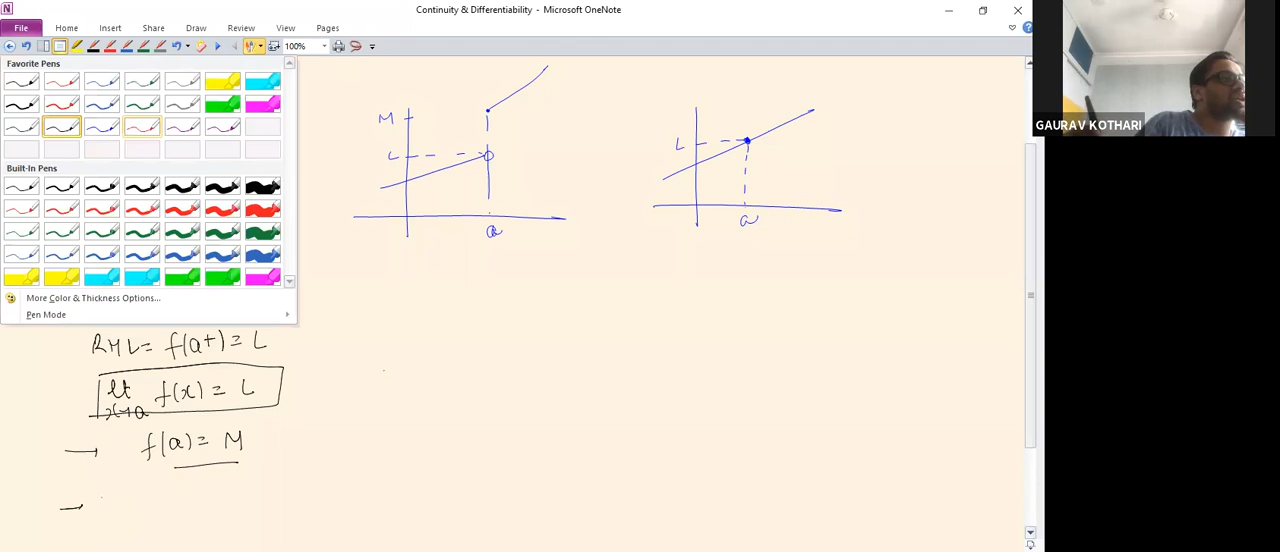 Continuity & Differentiability - Microsoft OneNote
File Home Insert Share Draw Review View Pages
100%
Favorite Pens
Built-In Pens
More Color & Thickness Options...
Pen Mode
GAURAV KOTHARI
M
L
a
L
a
RHL = f(a+) = L
lt f(x) = L
x→a
→ f(a) = M
→